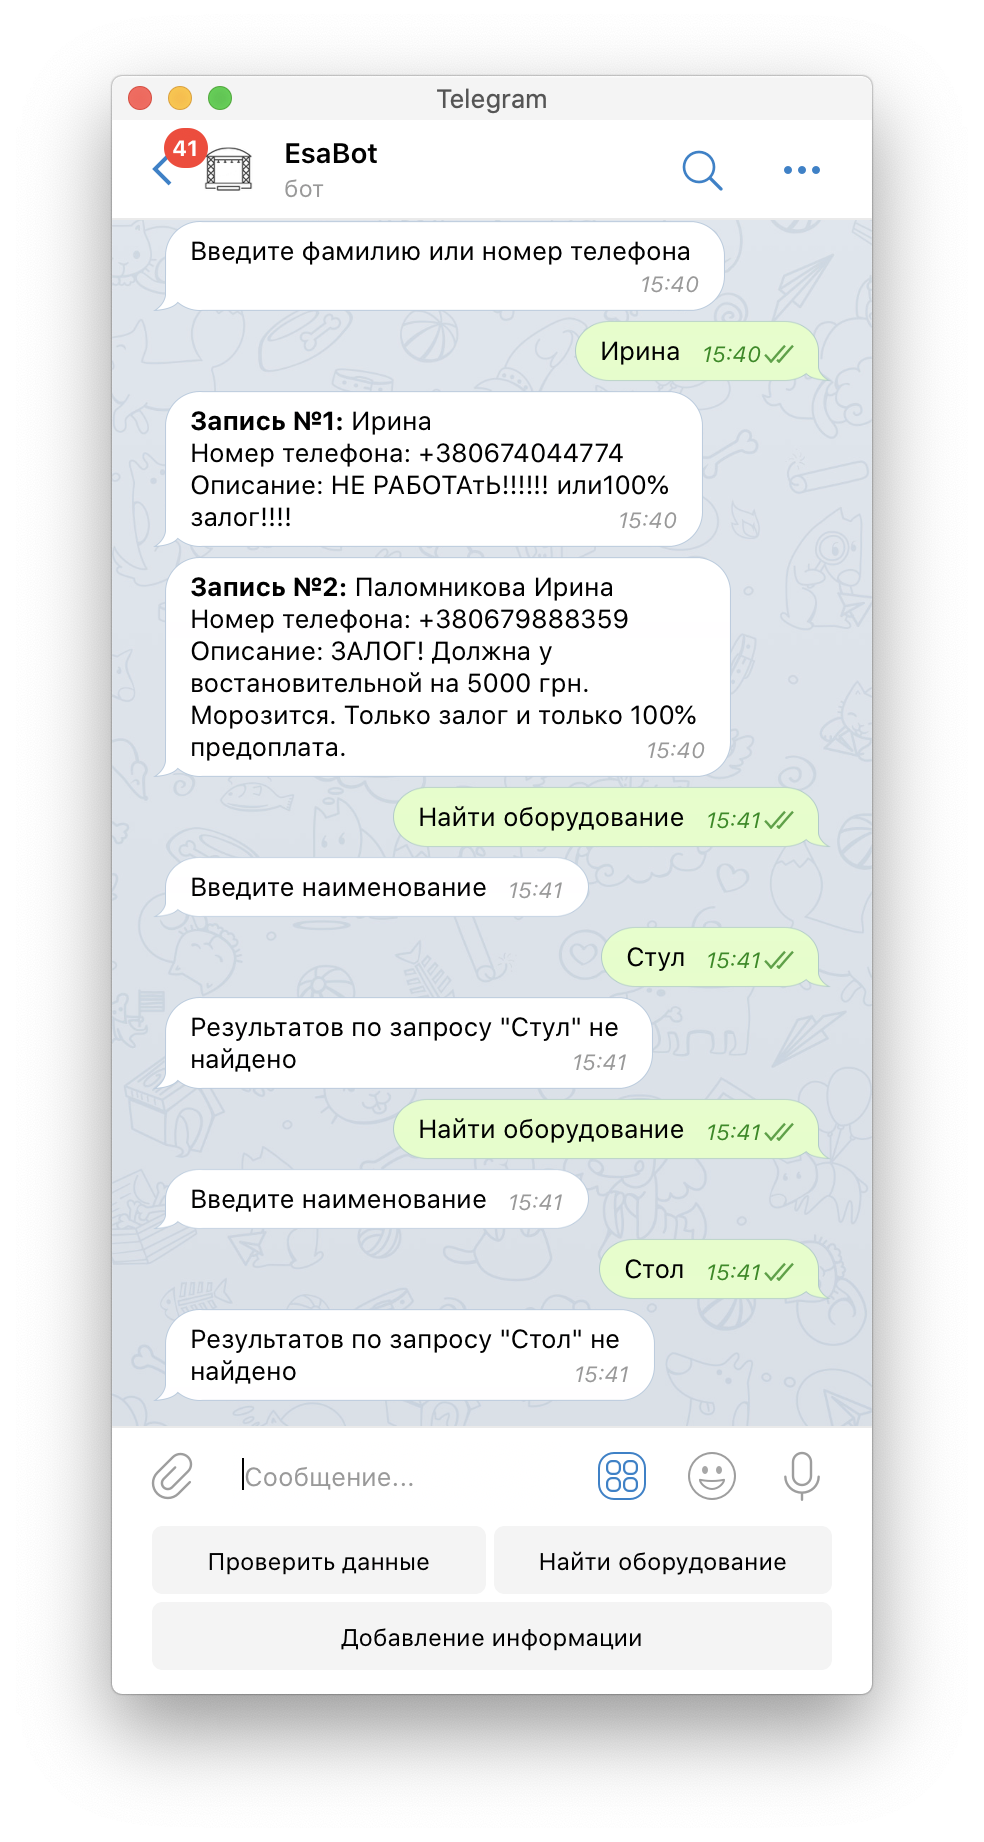 Telegram
41
EsaBot
бот
Введите фамилию или номер телефона
15:40
Ирина 15:40
Запись №1: Ирина
Номер телефона: +380674044774
Описание: НЕ РАБОТАтЬ!!!!!! или100%
залог!!!! 15:40
Запись №2: Паломникова Ирина
Номер телефона: +380679888359
Описание: ЗАЛОГ! Должна у
востановительной на 5000 грн.
Морозится. Только залог и только 100%
предоплата. 15:40
Найти оборудование 15:41
Введите наименование 15:41
Стул 15:41
Результатов по запросу "Стул" не
найдено 15:41
Найти оборудование 15:41
Введите наименование 15:41
Стол 15:41
Результатов по запросу "Стол" не
найдено 15:41
Сообщение...
Проверить данные Найти оборудование
Добавление информации